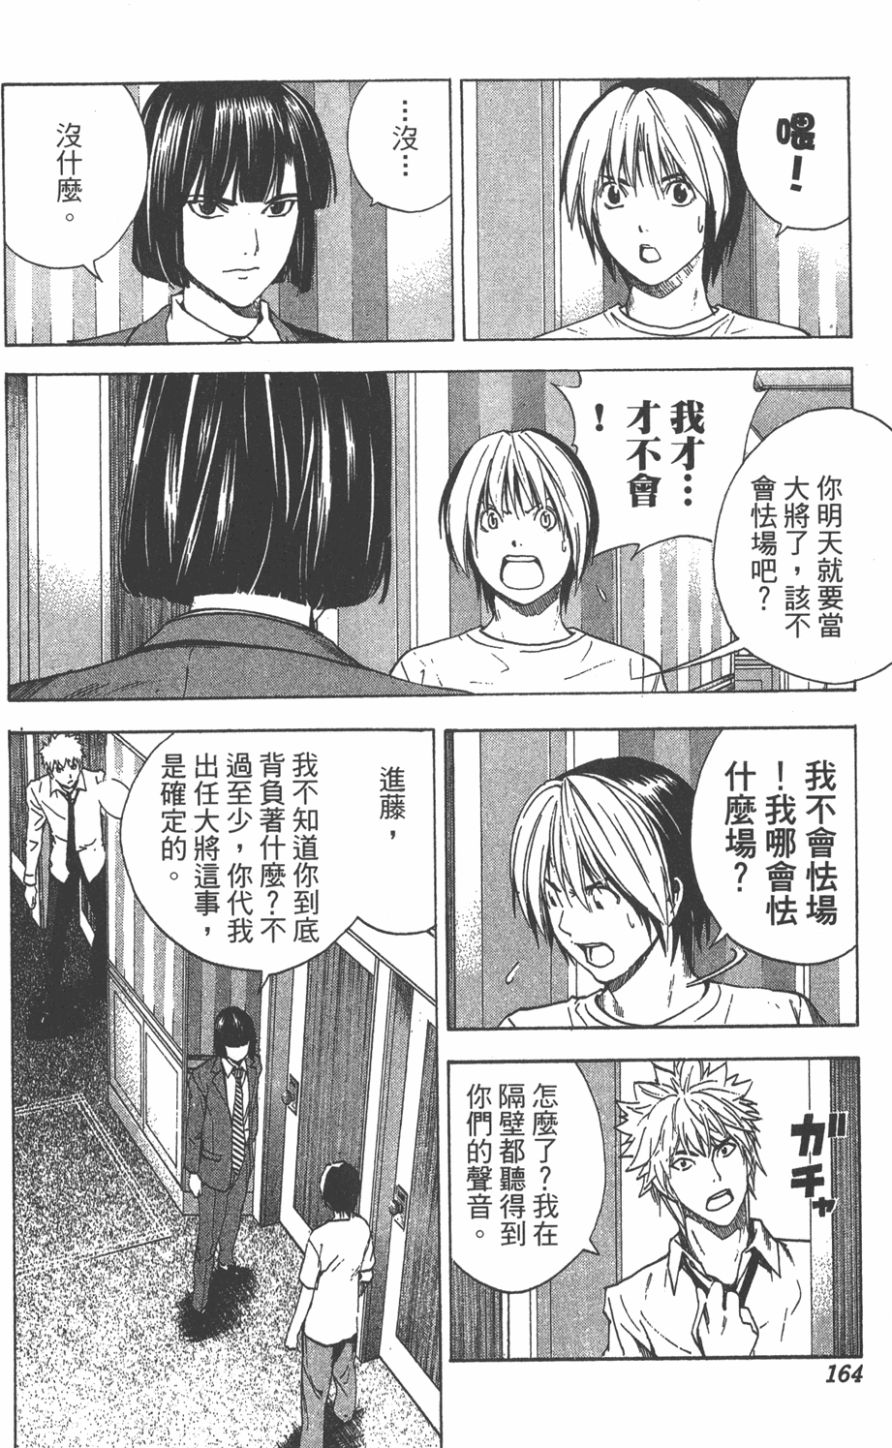 喂!
…沒…
沒什麼。
你明天就要當
大將了，該不
會怯場吧?
我才…
才不會
!
我不會怯場
!我哪會怯
什麼場?
ガチャ
怎麼了?我在
隔壁都聽得到
你們的聲音。
進藤，
我不知道你到底
背負著什麼?不
過至少，你代我
出任大將這事，
是確定的。
164